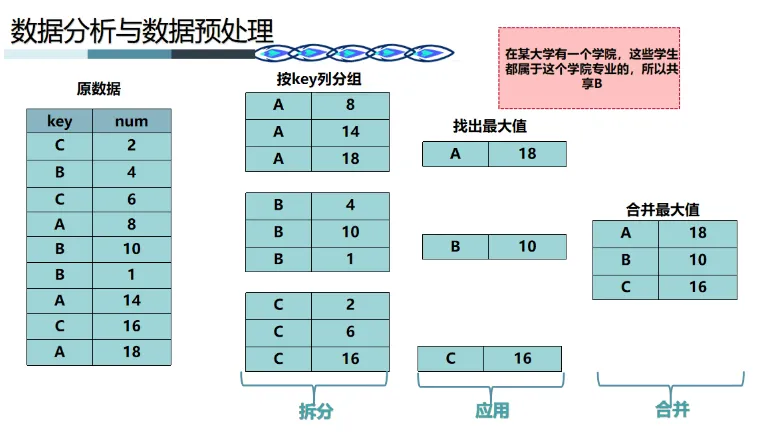 数据分析与数据预处理
在某大学有一个学院，这些学生
都属于这个学院专业的，所以共
享B
原数据
key num
C 2
B 4
C 6
A 8
B 10
B 1
A 14
C 16
A 18
按key列分组
A 8
A 14
A 18
B 4
B 10
B 1
C 2
C 6
C 16
拆分
找出最大值
A 18
B 10
C 16
应用
合并最大值
A 18
B 10
C 16
合并